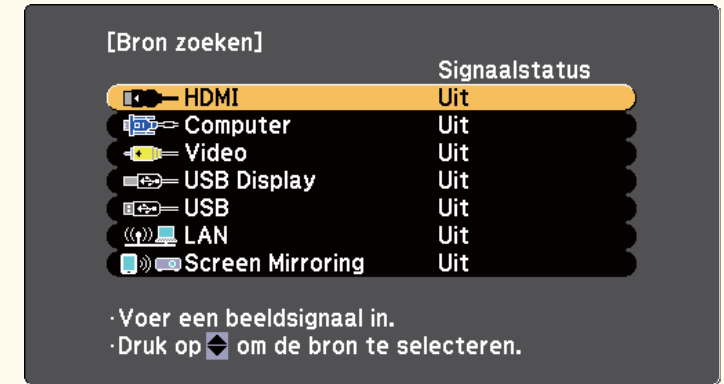 [Bron zoeken]
Signaalstatus
HDMI Uit
Computer Uit
Video Uit
USB Display Uit
USB Uit
LAN Uit
Screen Mirroring Uit
·Voer een beeldsignaal in.
·Druk op om de bron te selecteren.